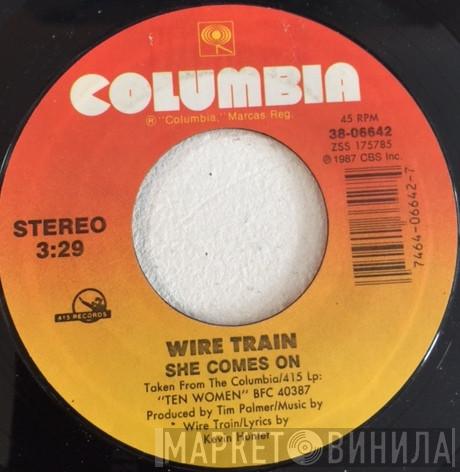 COLUMBIA
® "Columbia," Marcas Reg.
45 RPM
38-06642
ZSS 175785
℗ 1987 CBS Inc.
STEREO
3:29
7464-06642-7
415 RECORDS
WIRE TRAIN
SHE COMES ON
Taken From The Columbia/415 Lp:
"TEN WOMEN" BFC 40387
Produced by Tim Palmer/Music by
Wire Train/Lyrics by
Kevin Hunter
МАРКЕТ ВИНИЛА